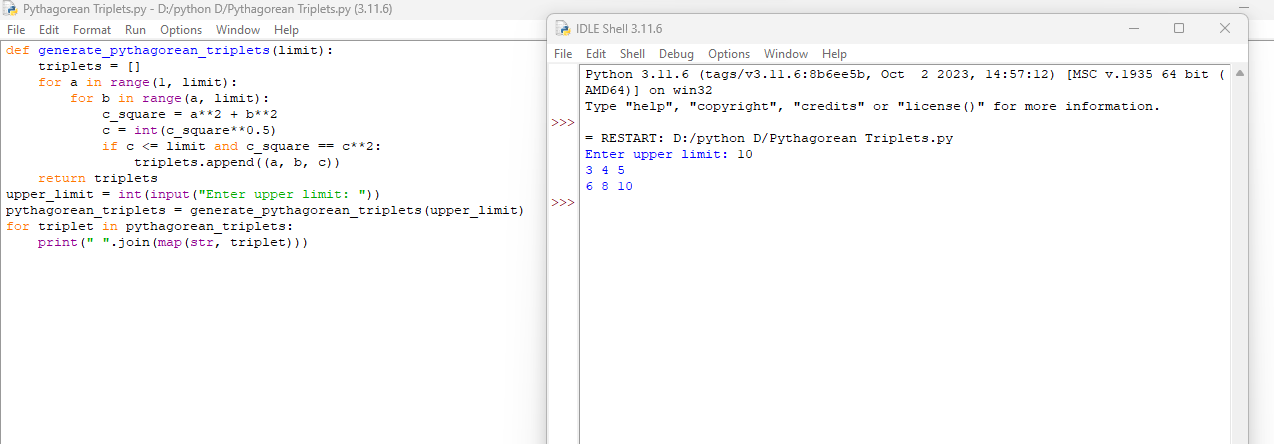 Pythagorean Triplets.py - D:/python D/Pythagorean Triplets.py (3.11.6)
File Edit Format Run Options Window Help
def generate_pythagorean_triplets(limit):
    triplets = []
    for a in range(1, limit):
        for b in range(a, limit):
            c_square = a**2 + b**2
            c = int(c_square**0.5)
            if c <= limit and c_square == c**2:
                triplets.append((a, b, c))
    return triplets
upper_limit = int(input("Enter upper limit: "))
pythagorean_triplets = generate_pythagorean_triplets(upper_limit)
for triplet in pythagorean_triplets:
    print(" ".join(map(str, triplet)))
IDLE Shell 3.11.6
File Edit Shell Debug Options Window Help
Python 3.11.6 (tags/v3.11.6:8b6ee5b, Oct  2 2023, 14:57:12) [MSC v.1935 64 bit (
AMD64)] on win32
Type "help", "copyright", "credits" or "license()" for more information.
>>>
= RESTART: D:/python D/Pythagorean Triplets.py
Enter upper limit: 10
3 4 5
6 8 10
>>>